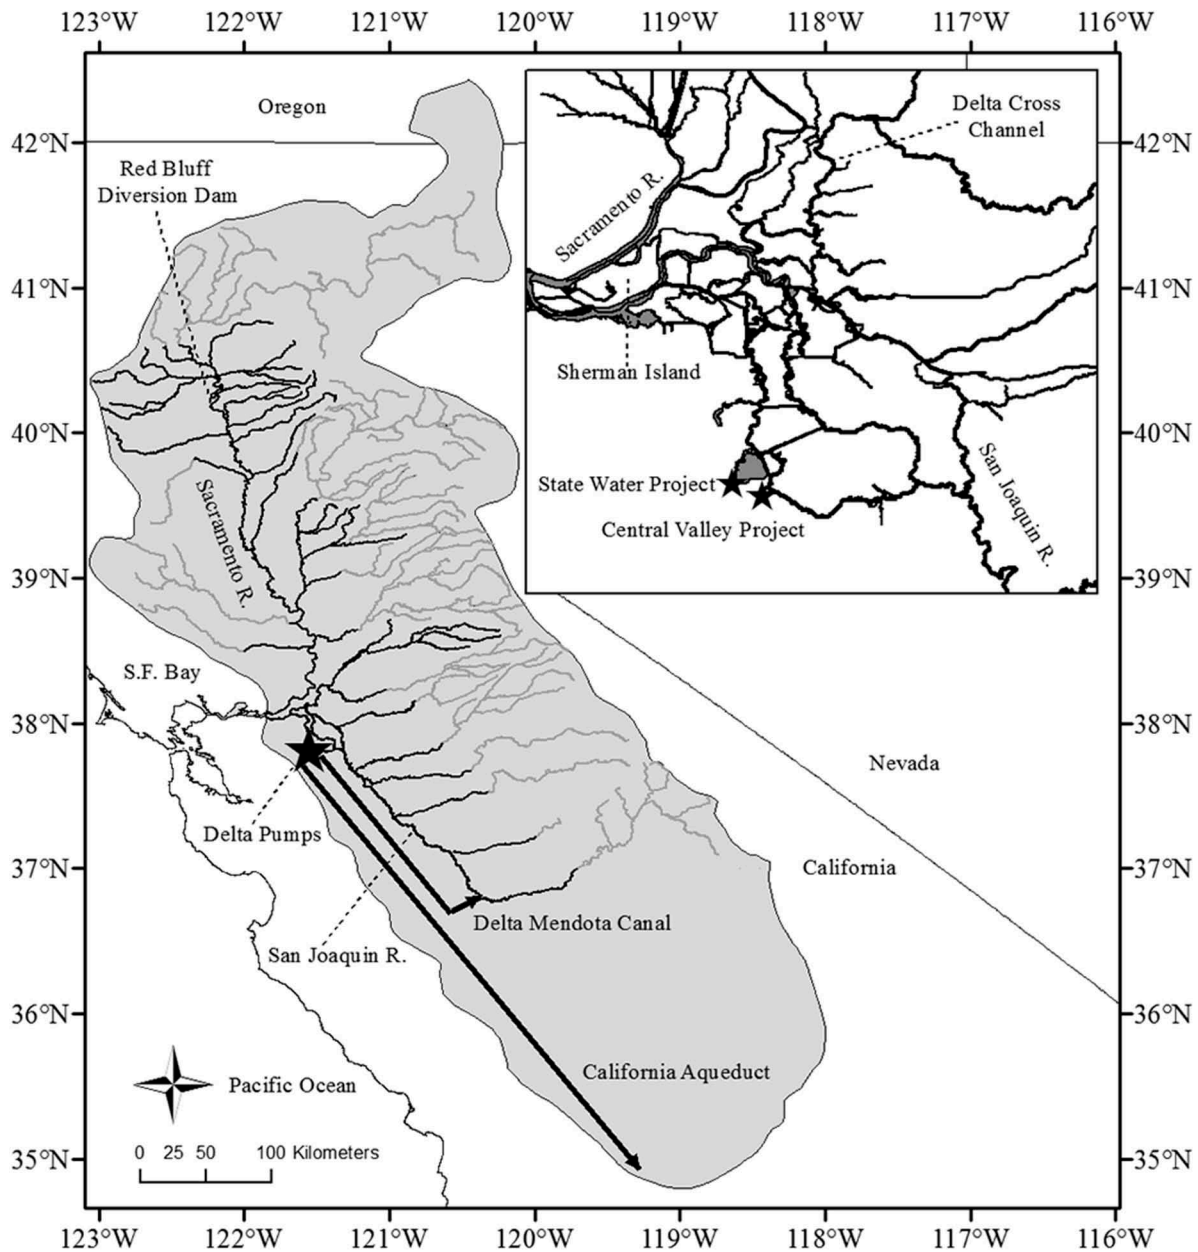 123°W 122°W 121°W 120°W 119°W 118°W 117°W 116°W
Oregon
Delta Cross
Channel
42°N
42°N
Red Bluff
Diversion Dam
Sacramento R.
41°N
41°N
Sherman Island
40°N
40°N
San Joaquin R.
State Water Project
Central Valley Project
Sacramento R.
39°N
39°N
S.F. Bay
38°N
38°N
Nevada
Delta Pumps
37°N
37°N
California
Delta Mendota Canal
San Joaquin R.
36°N
36°N
California Aqueduct
Pacific Ocean
0 25 50 100 Kilometers
35°N
35°N
123°W 122°W 121°W 120°W 119°W 118°W 117°W 116°W